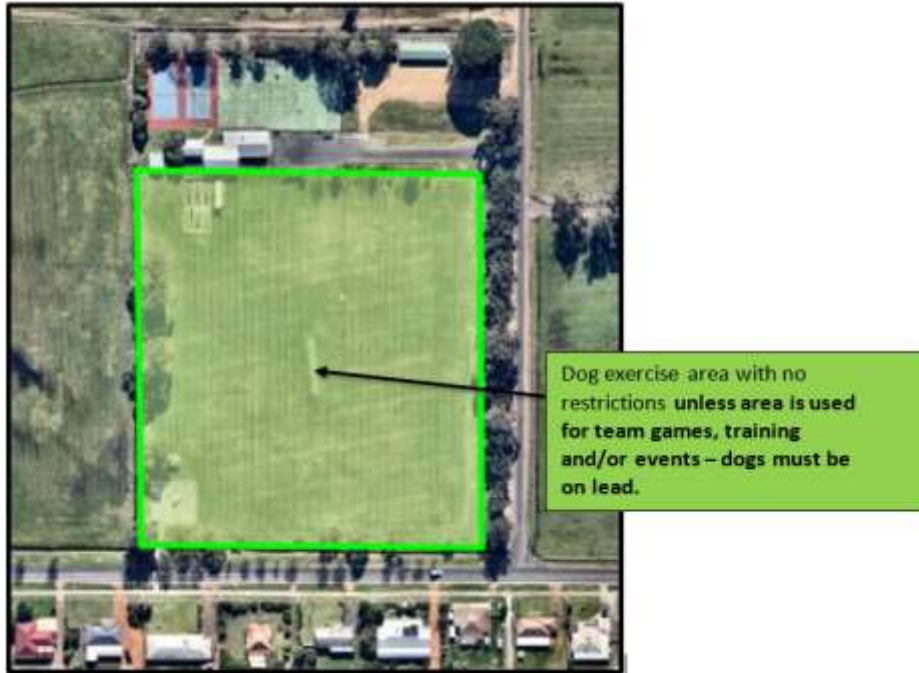 Dog exercise area with no
restrictions unless area is used
for team games, training
and/or events – dogs must be
on lead.